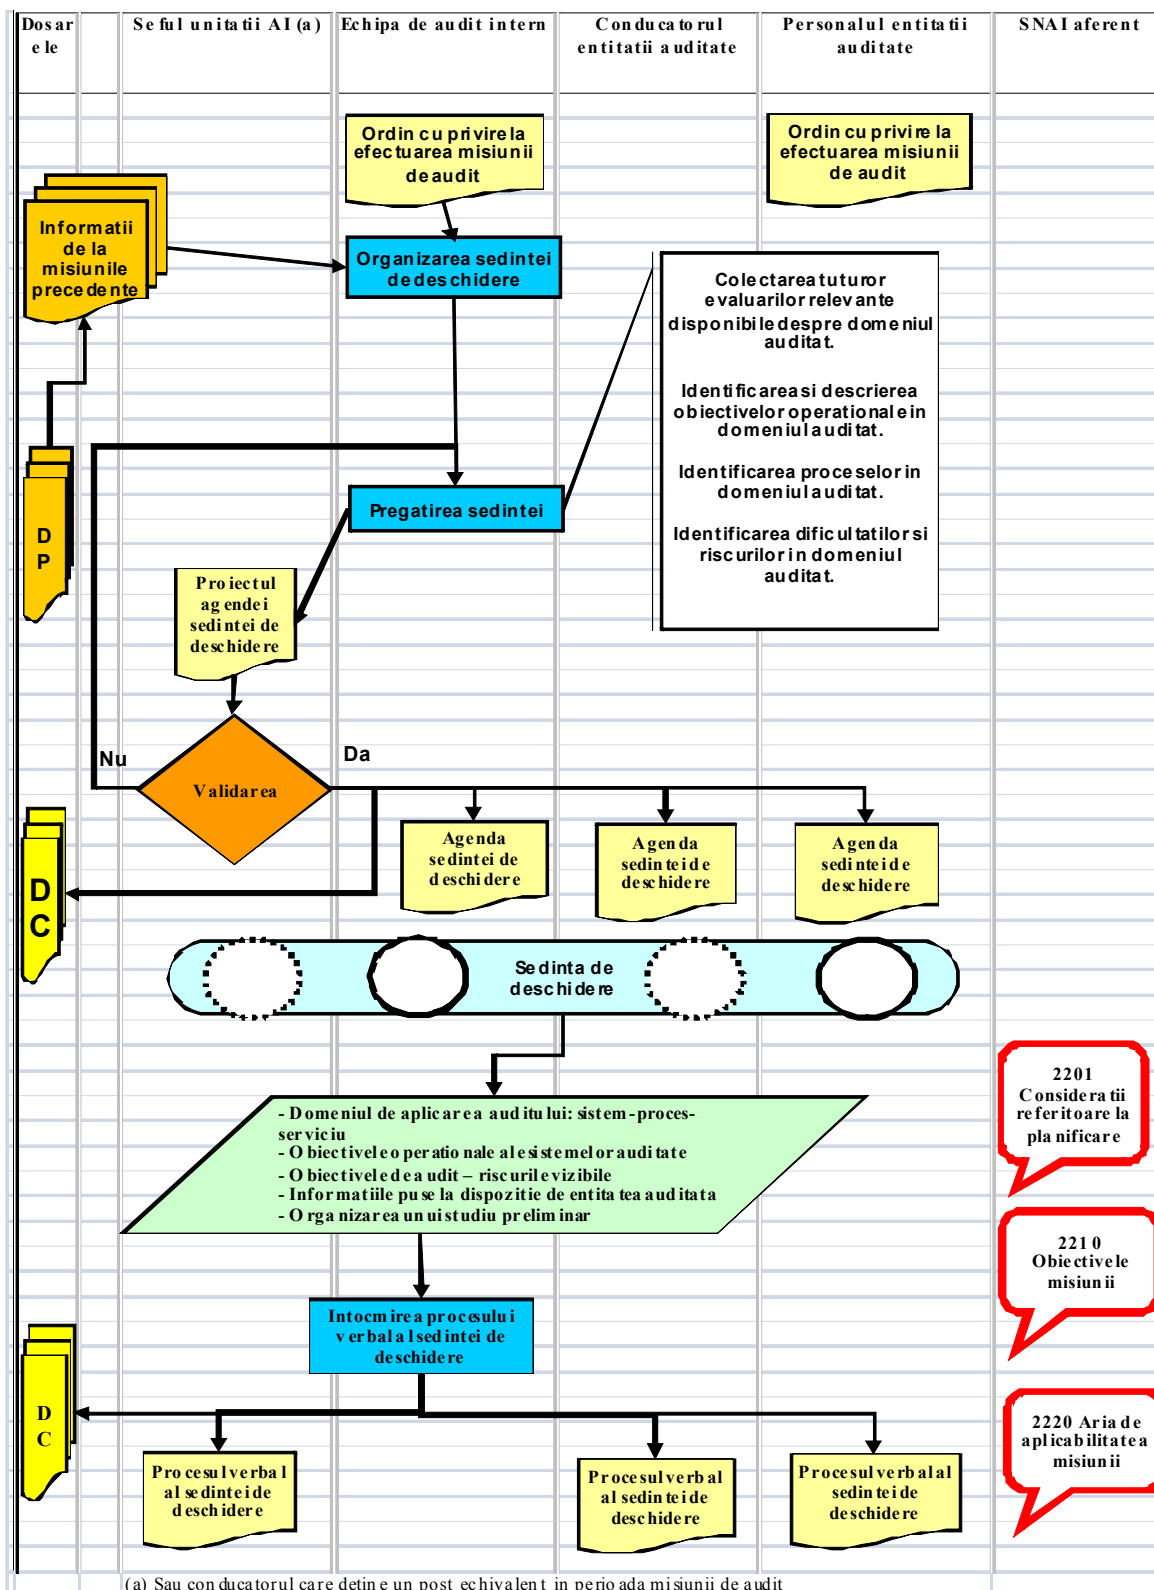 Dosar
ele
Seful unitatii AI (a)
Echipa de audit intern
Conducatorul
entitatii auditate
Personalul entitatii
auditate
SNAI aferent
Ordin cu privire la
efectuarea misiunii
de audit
Ordin cu privire la
efectuarea misiunii
de audit
Informatii
de la
misiunile
precedente
Organizarea sedintei
de deschidere
Colectarea tuturor
evaluarilor relevante
disponibile despre domeniul
auditat.
Identificarea si descrierea
obiectivelor operationale in
domeniul auditat.
Identificarea proceselor in
domeniul auditat.
Identificarea dificultatilor si
riscurilor in domeniul
auditat.
D
P
Pregatirea sedintei
Proiectul
agendei
sedintei de
deschidere
Nu
Da
Validarea
Agenda
sedintei de
deschidere
Agenda
sedintei de
deschidere
Agenda
sedintei de
deschidere
D
C
Sedinta de
deschidere
2201
Consideratii
referitoare la
planificare
- Domeniul de aplicare a auditului: sistem-proces-
serviciu
- Obiectivele operationale ale sistemelor auditate
- Obiectivele de audit – riscurile vizibile
- Informatiile puse la dispozitie de entitatea auditata
- Organizarea unui studiu preliminar
2210
Obiectivele
misiunii
Intocmirea procesului
verbal al sedintei de
deschidere
D
C
2220 Aria de
aplicabilitate a
misiunii
Procesul verbal
al sedintei de
deschidere
Procesul verbal
al sedintei de
deschidere
Procesul verbal al
sedintei de
deschidere
(a) Sau conducatorul care detine un post echivalent in perioada misiunii de audit